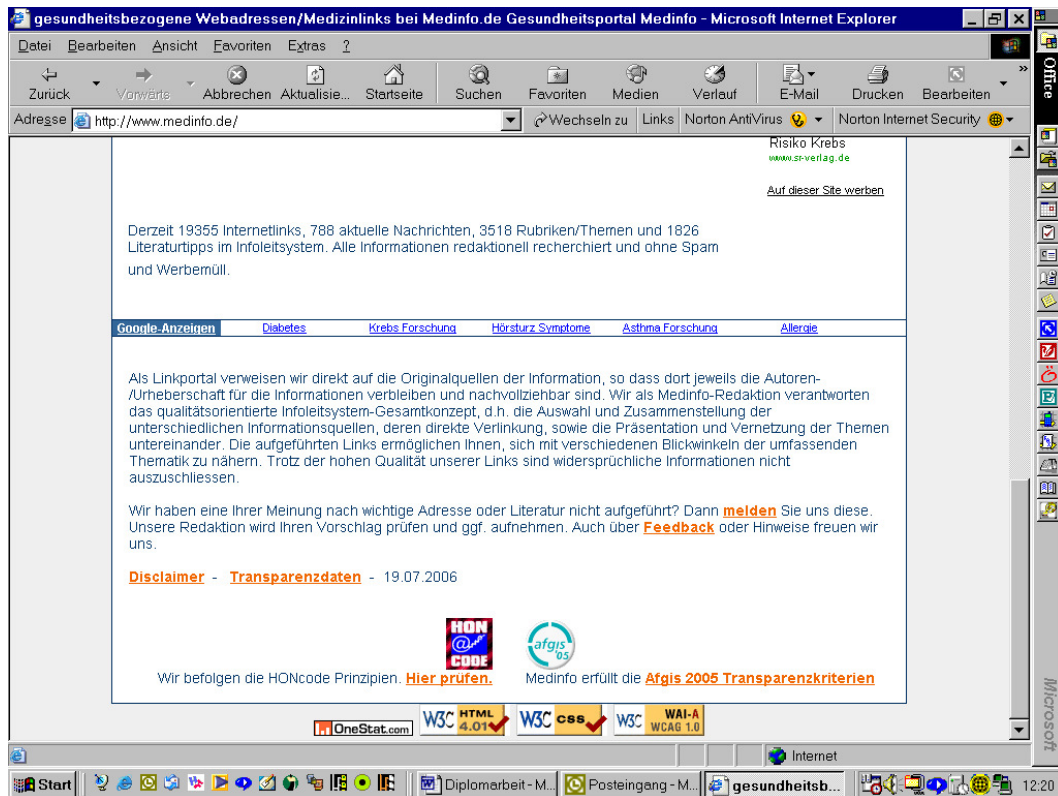 gesundheitsbezogene Webadressen/Medizinlinks bei Medinfo.de Gesundheitsportal Medinfo - Microsoft Internet Explorer
Datei Bearbeiten Ansicht Favoriten Extras ?
Zurück Vorwärts Abbrechen Aktualisie... Startseite Suchen Favoriten Medien Verlauf E-Mail Drucken Bearbeiten »
Adresse http://www.medinfo.de/ Wechseln zu Links Norton AntiVirus Norton Internet Security
Office
Risiko Krebs
www.sr-verlag.de
Auf dieser Site werben
Derzeit 19355 Internetlinks, 788 aktuelle Nachrichten, 3518 Rubriken/Themen und 1826
Literaturtipps im Infoleitsystem. Alle Informationen redaktionell recherchiert und ohne Spam
und Werbemüll.
Google-Anzeigen Diabetes Krebs Forschung Hörsturz Symptome Asthma Forschung Allergie
Als Linkportal verweisen wir direkt auf die Originalquellen der Information, so dass dort jeweils die Autoren-
/Urheberschaft für die Informationen verbleiben und nachvollziehbar sind. Wir als Medinfo-Redaktion verantworten
das qualitätsorientierte Infoleitsystem-Gesamtkonzept, d.h. die Auswahl und Zusammenstellung der
unterschiedlichen Informationsquellen, deren direkte Verlinkung, sowie die Präsentation und Vernetzung der Themen
untereinander. Die aufgeführten Links ermöglichen Ihnen, sich mit verschiedenen Blickwinkeln der umfassenden
Thematik zu nähern. Trotz der hohen Qualität unserer Links sind widersprüchliche Informationen nicht
auszuschliessen.
Wir haben eine Ihrer Meinung nach wichtige Adresse oder Literatur nicht aufgeführt? Dann melden Sie uns diese.
Unsere Redaktion wird Ihren Vorschlag prüfen und ggf. aufnehmen. Auch über Feedback oder Hinweise freuen wir
uns.
Disclaimer - Transparenzdaten - 19.07.2006
HON
@
CODE
afgis
'05
Wir befolgen die HONcode Prinzipien. Hier prüfen. Medinfo erfüllt die Afgis 2005 Transparenzkriterien
OneStat.com W3C HTML 4.01 W3C css W3C WAI-A WCAG 1.0
Microsoft
Internet
Start Diplomarbeit - M... Posteingang - M... gesundheitsb... 12:20